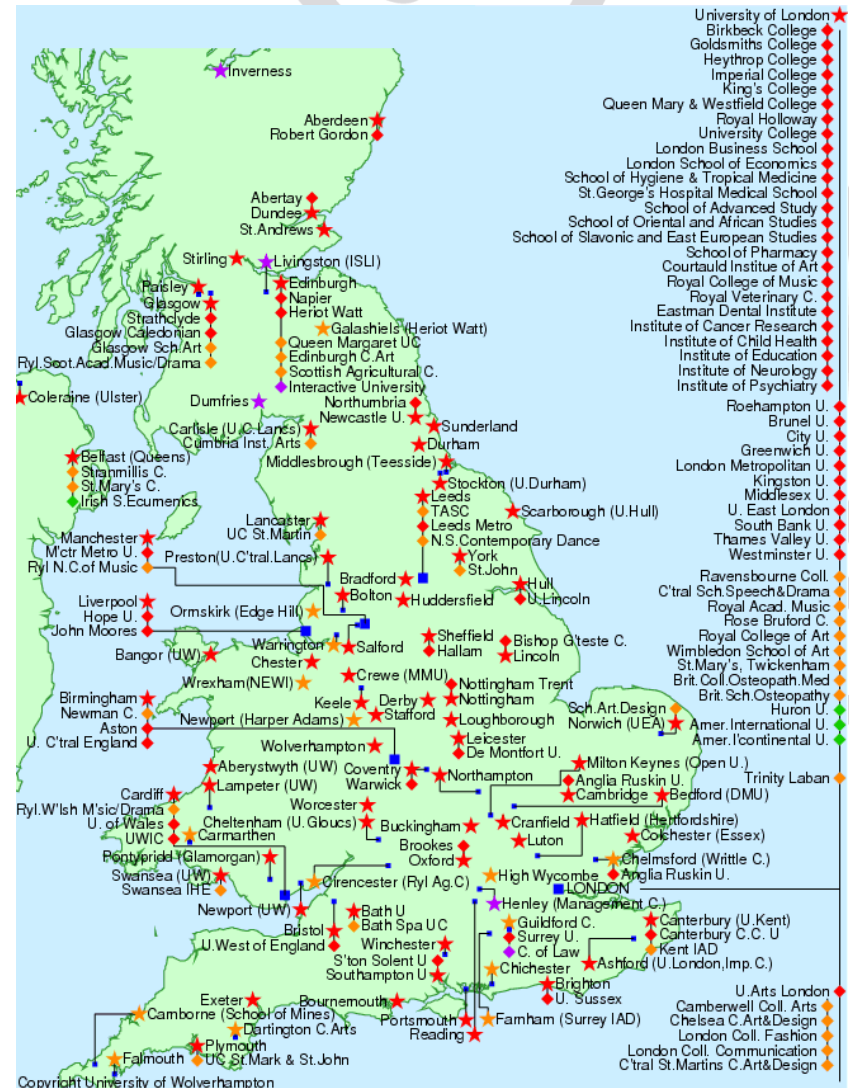 University of London
Birkbeck College
Goldsmiths College
Heythrop College
Imperial College
King's College
Queen Mary & Westfield College
Royal Holloway
University College
London Business School
London School of Economics
School of Hygiene & Tropical Medicine
St.George's Hospital Medical School
School of Advanced Study
School of Oriental and African Studies
School of Slavonic and East European Studies
School of Pharmacy
Courtauld Institue of Art
Royal College of Music
Royal Veterinary C.
Eastman Dental Institute
Institute of Cancer Research
Institute of Child Health
Institute of Education
Institute of Neurology
Institute of Psychiatry
Roehampton U.
Brunel U.
City U.
Greenwich U.
London Metropolitan U.
Kingston U.
Middlesex U.
U. East London
South Bank U.
Thames Valley U.
Westminster U.
Ravensbourne Coll.
C'tral Sch.Speech&Drama
Royal Acad. Music
Rose Bruford C.
Royal College of Art
Wimbledon School of Art
St.Mary's, Twickenham
Brit.Coll.Osteopath.Med
Brit.Sch.Osteopathy
Huron U.
Amer.International U.
Amer.I'continental U.
Trinity Laban
U.Arts London
Camberwell Coll. Arts
Chelsea C.Art&Design
London Coll. Fashion
London Coll. Communication
C'tral St.Martins C.Art&Design
Inverness
Aberdeen
Robert Gordon
Abertay
Dundee
St.Andrews
Stirling
Livingston (ISLI)
Paisley
Glasgow
Strathclyde
Glasgow Caledonian
Glasgow Sch.Art
Ryl.Scot.Acad.Music/Drama
Edinburgh
Napier
Heriot Watt
Galashiels (Heriot Watt)
Queen Margaret UC
Edinburgh C.Art
Scottish Agricultural C.
Interactive University
Coleraine (Ulster)
Dumfries
Northumbria
Newcastle U.
Sunderland
Carlisle (U.C.Lancs)
Cumbria Inst. Arts
Durham
Middlesbrough (Teesside)
Stockton (U.Durham)
Belfast (Queens)
Stranmillis C.
St.Mary's C.
Irish S.Ecumenics
Leeds
TASC
Leeds Metro
N.S.Contemporary Dance
Scarborough (U.Hull)
Lancaster
UC St.Martin
Manchester
M'ctr Metro U.
Ryl N.C.of Music
Preston(U.C'tral.Lancs)
York
St.John
Bradford
Bolton
Huddersfield
Hull
U.Lincoln
Liverpool
Hope U.
John Moores
Ormskirk (Edge Hill)
Warrington
Salford
Sheffield
Hallam
Bishop G'teste C.
Lincoln
Bangor (UW)
Chester
Wrexham(NEWI)
Crewe (MMU)
Birmingham
Newman C.
Aston
U. C'tral England
Keele
Newport (Harper Adams)
Stafford
Derby
Nottingham Trent
Nottingham
Loughborough
Leicester
De Montfort U.
Sch.Art.Design
Norwich (UEA)
Wolverhampton
Aberystwyth (UW)
Lampeter (UW)
Coventry
Warwick
Northampton
Milton Keynes (Open U.)
Anglia Ruskin U.
Cambridge
Bedford (DMU)
Cardiff
Ryl.W'lsh M'sic/Drama
U. of Wales
UWIC
Carmarthen
Worcester
Cheltenham (U.Gloucs)
Buckingham
Cranfield
Hatfield (Hertfordshire)
Luton
Colchester (Essex)
Brookes
Oxford
Pontypridd (Glamorgan)
Swansea (UW)
Swansea IHE
Cirencester (Ryl Ag.C)
High Wycombe
Chelmsford (Writtle C.)
Anglia Ruskin U.
LONDON
Newport (UW)
Henley (Management C.)
Bath U
Bath Spa UC
Bristol
U.West of England
Guildford C.
Surrey U.
C. of Law
Canterbury (U.Kent)
Canterbury C.C. U
Kent IAD
Winchester
S'ton Solent U
Southampton U
Ashford (U.London,Imp.C.)
Chichester
Brighton
U. Sussex
Exeter
Bournemouth
Camborne (School of Mines)
Dartington C.Arts
Portsmouth
Reading
Farnham (Surrey IAD)
Plymouth
UC St.Mark & St.John
Falmouth
Copyright University of Wolverhampton